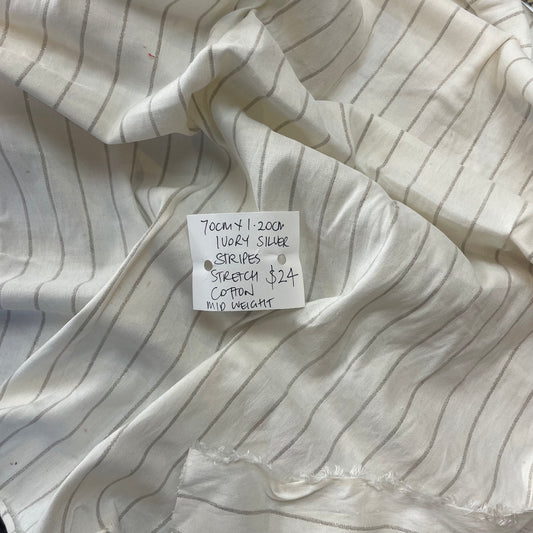 70CM X 1.20CM
IVORY SILVER
STRIPES
STRETCH $24
COTTON
MID WEIGHT